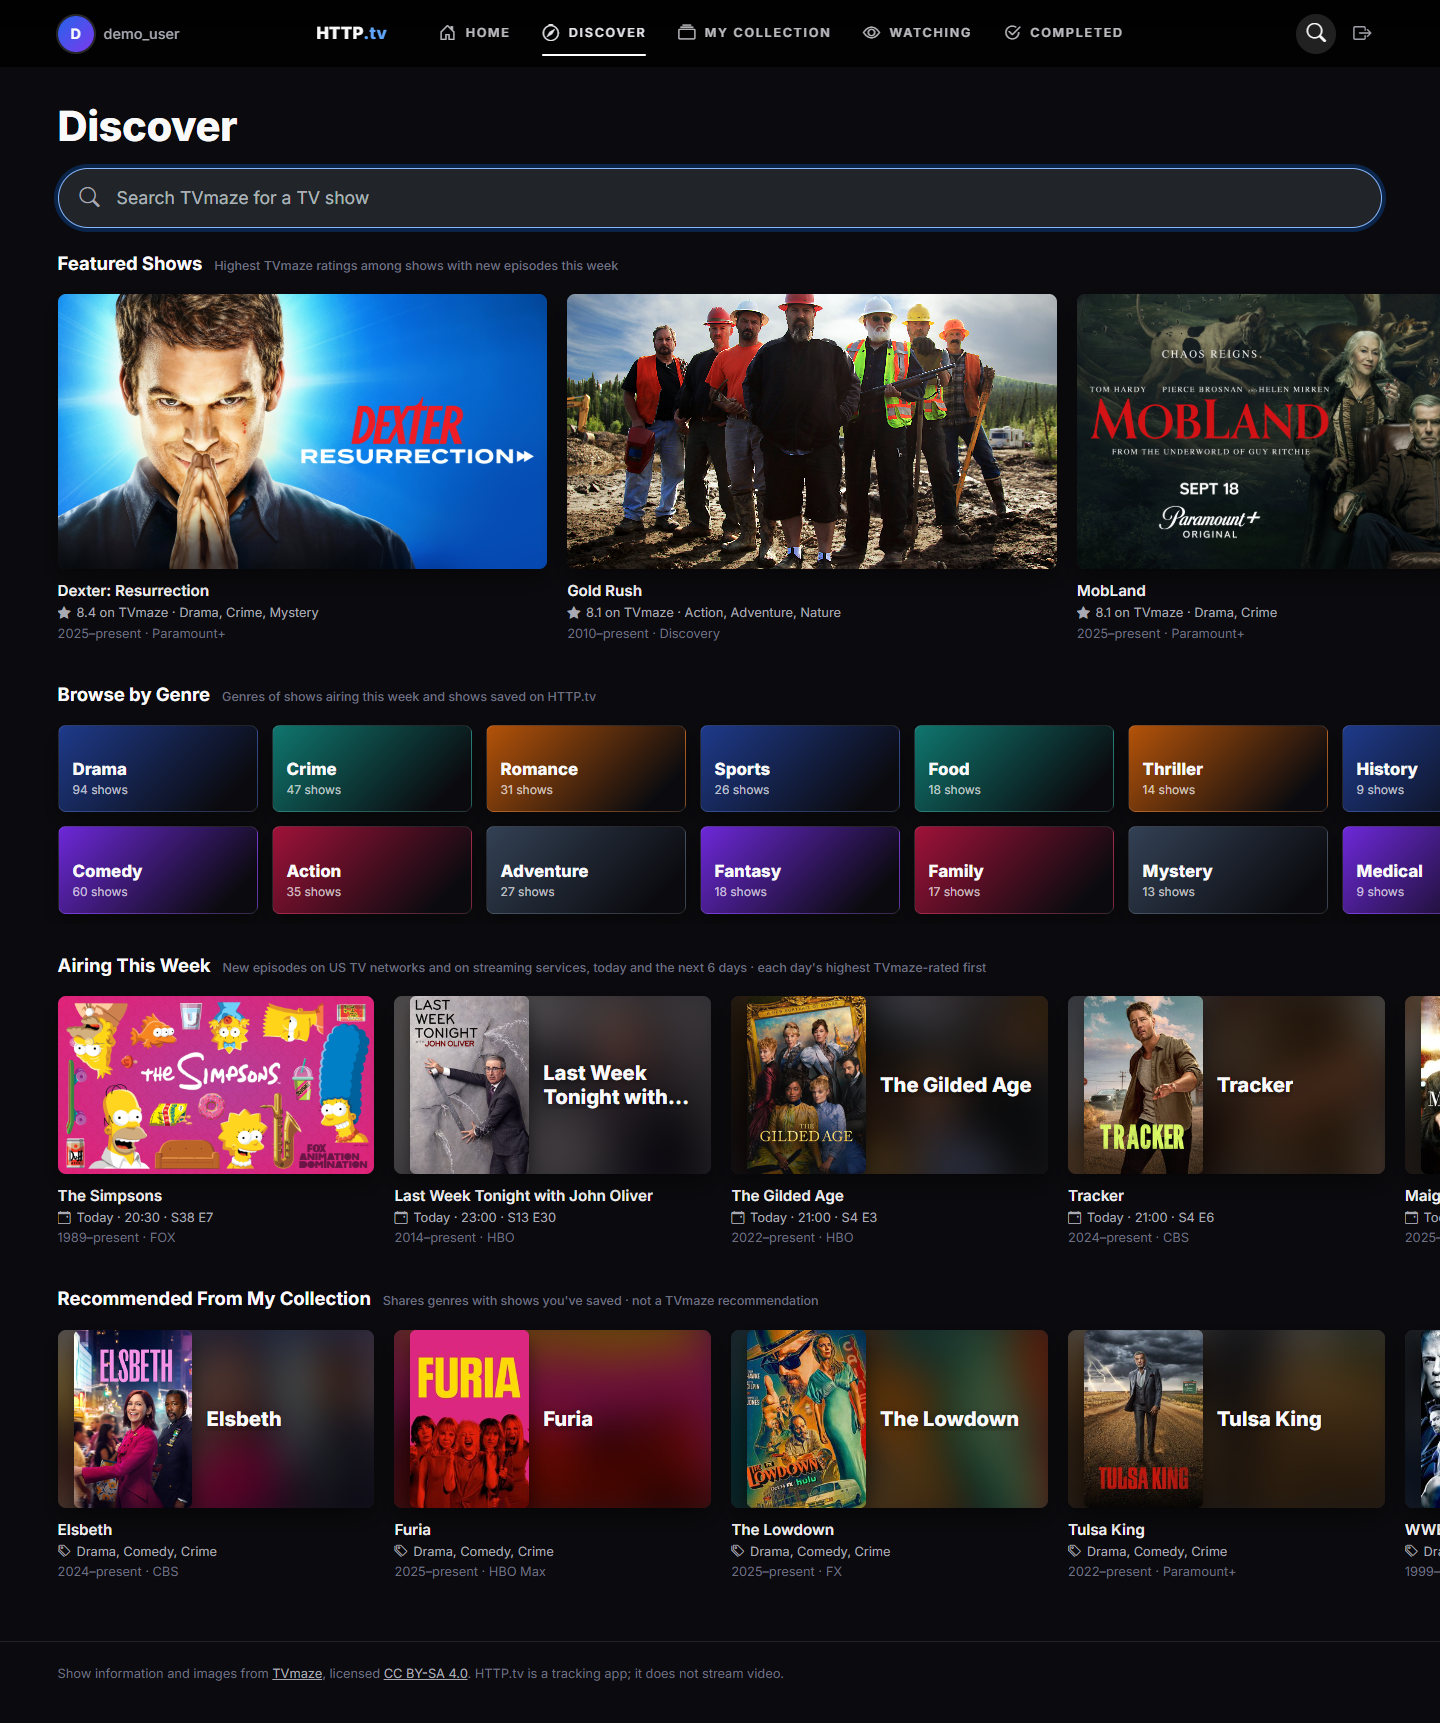 D demo_user HTTP.tv HOME DISCOVER MY COLLECTION WATCHING COMPLETED
Discover
Search TVmaze for a TV show
Featured Shows Highest TVmaze ratings among shows with new episodes this week
DEXTER
RESURRECTION
CHAOS REIGNS.
TOM HARDY PIERCE BROSNAN AND HELEN MIRREN
MOBLAND
FROM THE UNDERWORLD OF GUY RITCHIE
SEPT 18
Paramount+
ORIGINAL
Dexter: Resurrection
8.4 on TVmaze · Drama, Crime, Mystery
2025–present · Paramount+
Gold Rush
8.1 on TVmaze · Action, Adventure, Nature
2010–present · Discovery
MobLand
8.1 on TVmaze · Drama, Crime
2025–present · Paramount+
Browse by Genre Genres of shows airing this week and shows saved on HTTP.tv
Drama
94 shows
Crime
47 shows
Romance
31 shows
Sports
26 shows
Food
18 shows
Thriller
14 shows
History
9 shows
Comedy
60 shows
Action
35 shows
Adventure
27 shows
Fantasy
18 shows
Family
17 shows
Mystery
13 shows
Medical
9 shows
Airing This Week New episodes on US TV networks and on streaming services, today and the next 6 days · each day's highest TVmaze-rated first
THE SIMPSONS
Duff
FOX
ANIMATION
DOMINATION
LAST
WEEK
TONIGHT
WITH JOHN OLIVER
Last Week
Tonight with...
THE
GILDED AGE
The Gilded Age
TRACKER
Tracker
M
The Simpsons
Today · 20:30 · S38 E7
1989–present · FOX
Last Week Tonight with John Oliver
Today · 23:00 · S13 E30
2014–present · HBO
The Gilded Age
Today · 21:00 · S4 E3
2022–present · HBO
Tracker
Today · 21:00 · S4 E6
2024–present · CBS
Maig
To
2025–
Recommended From My Collection Shares genres with shows you've saved · not a TVmaze recommendation
ELSBETH
Elsbeth
FURIA
Furia
THE
LOWDOWN
hulu
The Lowdown
TULSA KING
Tulsa King
Elsbeth
Drama, Comedy, Crime
2024–present · CBS
Furia
Drama, Comedy, Crime
2025–present · HBO Max
The Lowdown
Drama, Comedy, Crime
2025–present · FX
Tulsa King
Drama, Comedy, Crime
2022–present · Paramount+
WWE
Dra
1999–
Show information and images from TVmaze, licensed CC BY-SA 4.0. HTTP.tv is a tracking app; it does not stream video.